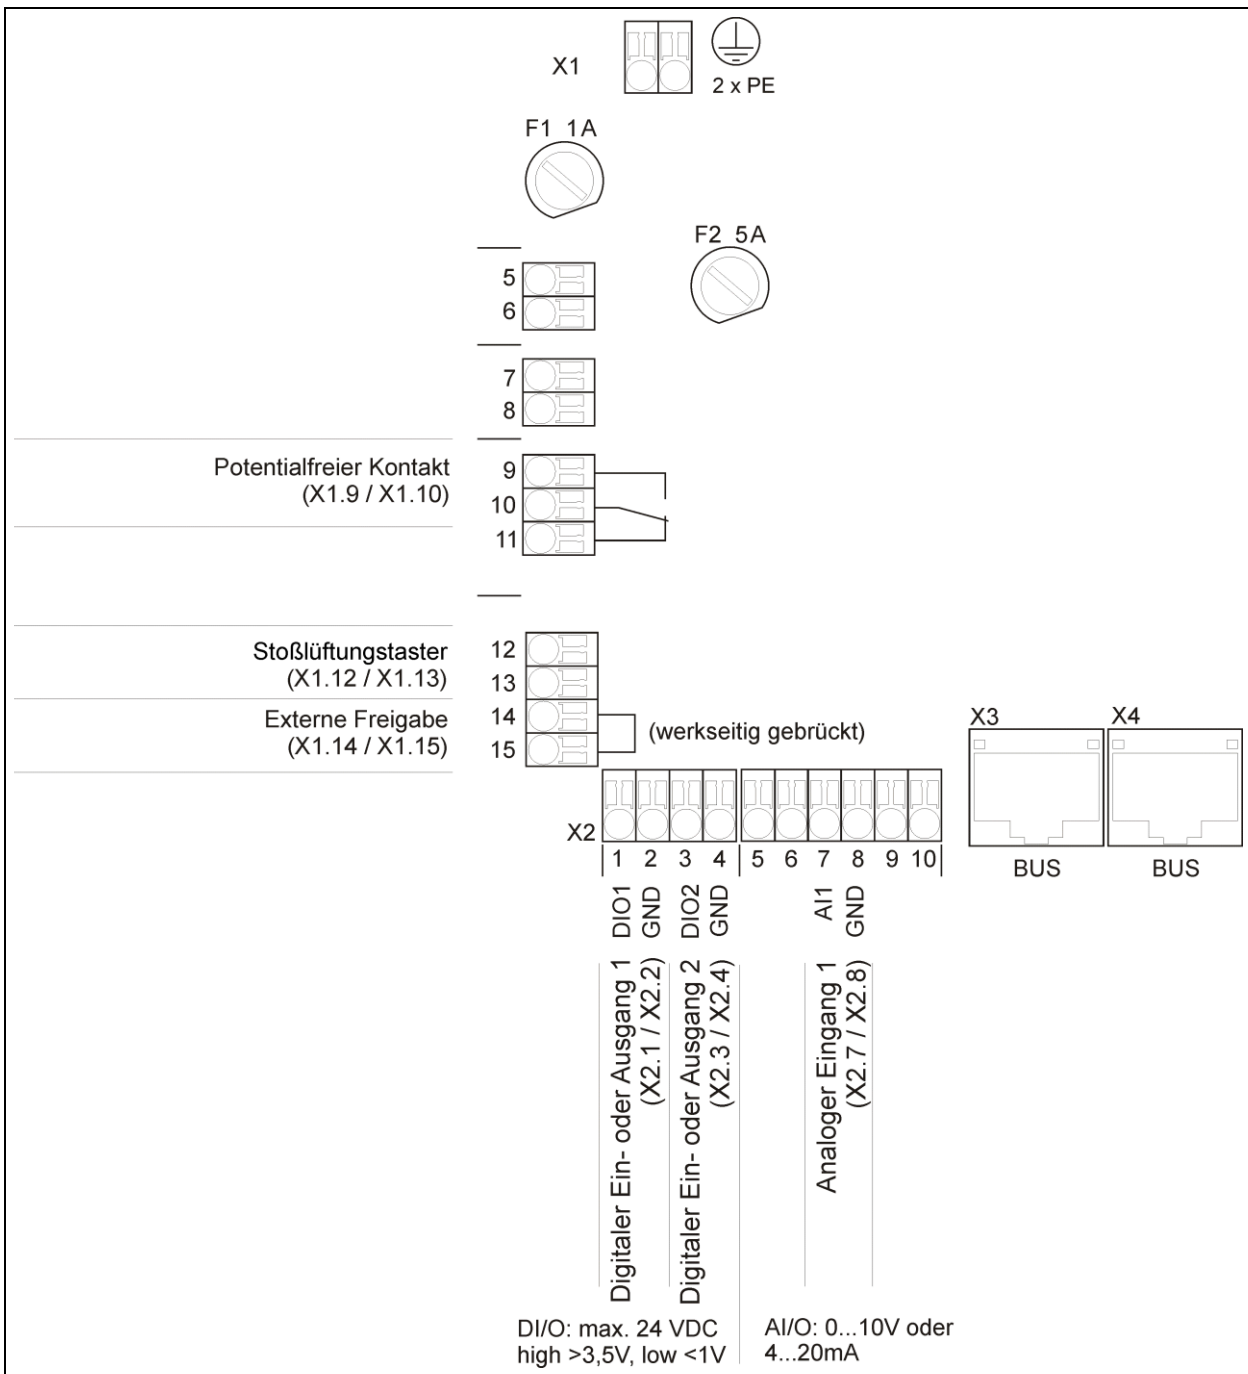 X1
2 x PE
F1 1A
F2 5A
5
6
7
8
Potentialfreier Kontakt
(X1.9 / X1.10)
9
10
11
Stoßlüftungstaster
(X1.12 / X1.13)
12
13
Externe Freigabe
(X1.14 / X1.15)
14
15
(werkseitig gebrückt)
X3
X4
X2
1 2 3 4 5 6 7 8 9 10
BUS
BUS
DIO1
GND
DIO2
GND
AI1
GND
Digitaler Ein- oder Ausgang 1
(X2.1 / X2.2)
Digitaler Ein- oder Ausgang 2
(X2.3 / X2.4)
Analoger Eingang 1
(X2.7 / X2.8)
DI/O: max. 24 VDC
high >3,5V, low <1V
AI/O: 0...10V oder
4...20mA